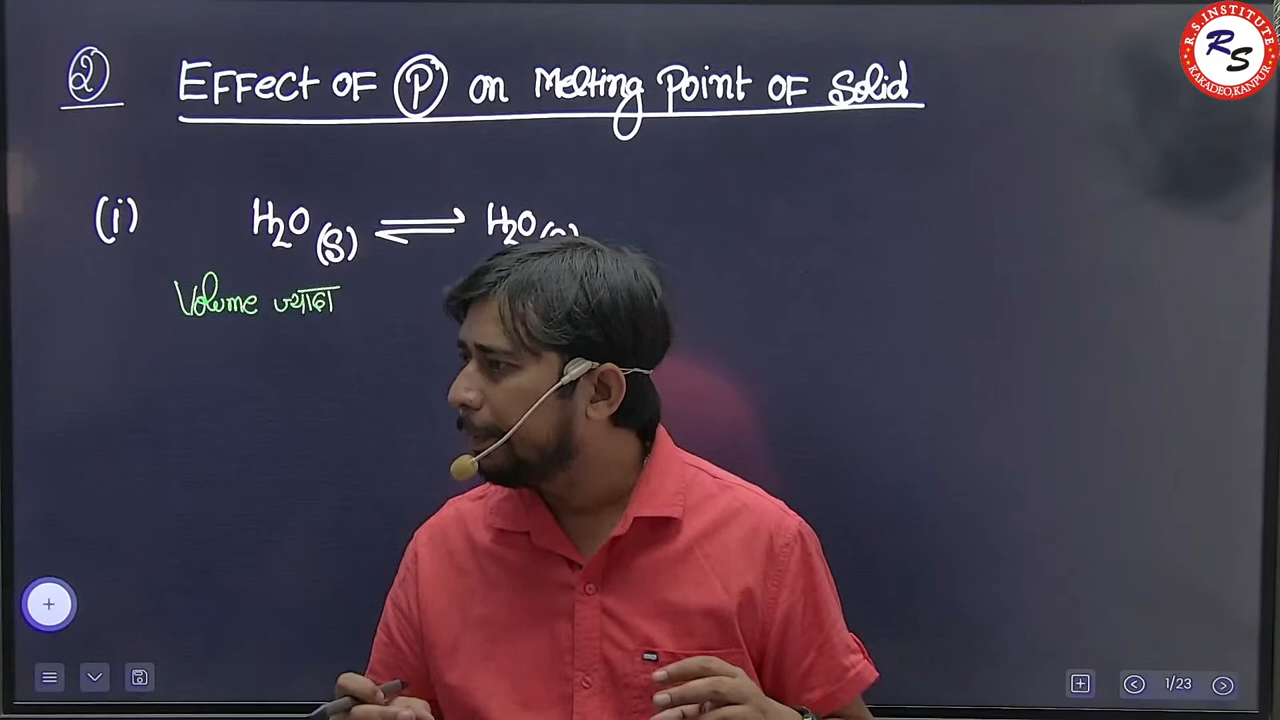 2 Effect of P on Melting Point of Solid
(i) H₂O (S) ⇌ H₂O
Volume ज्यादा
R.S. INSTITUTE
RS
KAKADEO, KANPUR
1/23